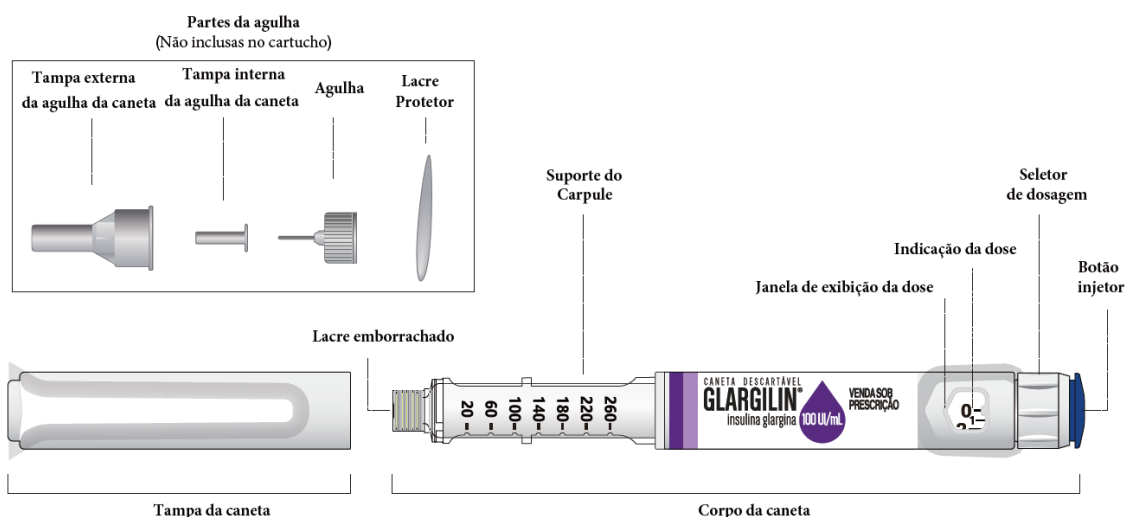 Partes da agulha
(Não inclusas no cartucho)
Tampa externa
da agulha da caneta
Tampa interna
da agulha da caneta
Agulha
Lacre
Protetor
Suporte do
Carpule
Seletor
de dosagem
Indicação da dose
Janela de exibição da dose
Botão
injetor
Lacre emborrachado
20
60
100
140
180
220
260
CANETA DESCARTÁVEL
GLARGILIN®
insulina glargina
100 UI/mL
VENDA SOB
PRESCRIÇÃO
0
1
Tampa da caneta
Corpo da caneta